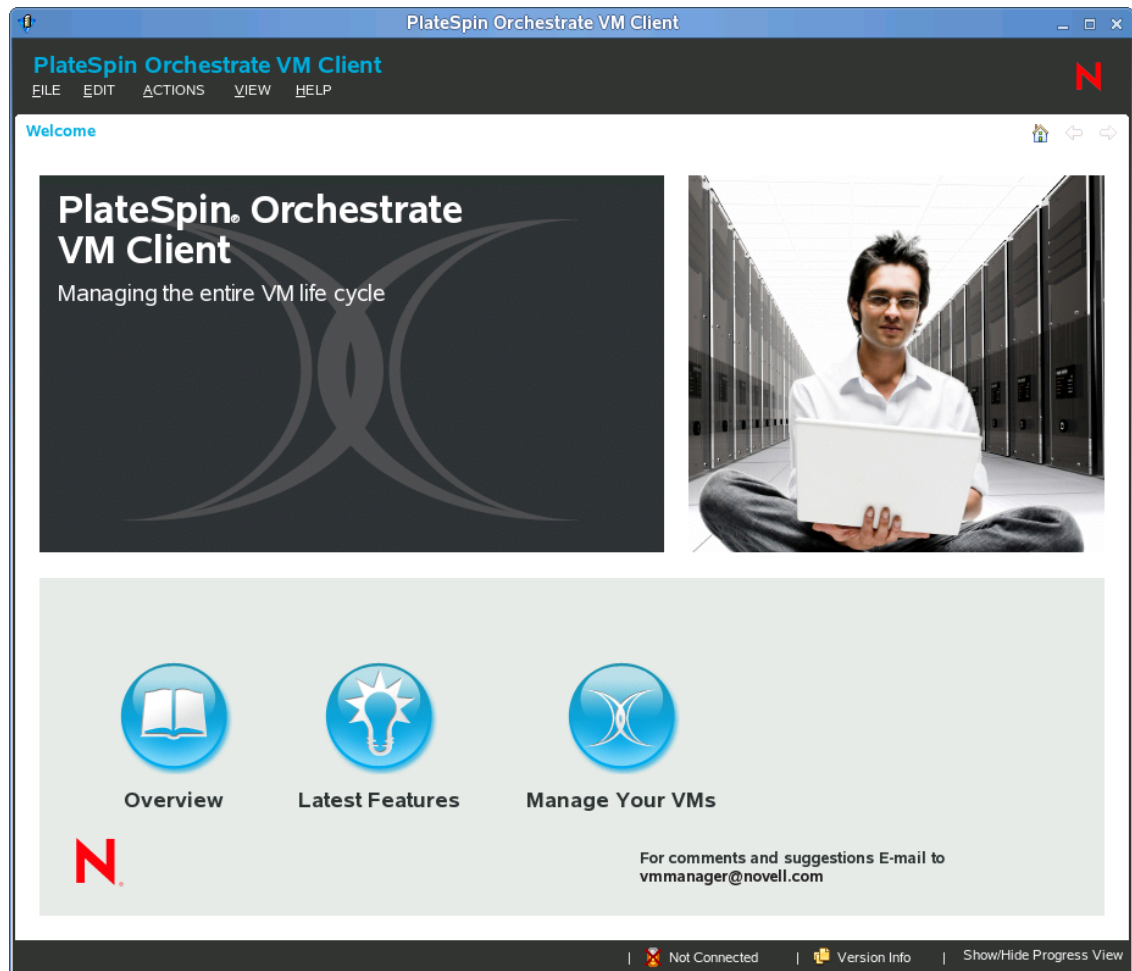 PlateSpin Orchestrate VM Client
PlateSpin Orchestrate VM Client
FILE EDIT ACTIONS VIEW HELP
N
Welcome
PlateSpin® Orchestrate
VM Client
Managing the entire VM life cycle
Overview
Latest Features
Manage Your VMs
N®
For comments and suggestions E-mail to
vmmanager@novell.com
| Not Connected | Version Info | Show/Hide Progress View